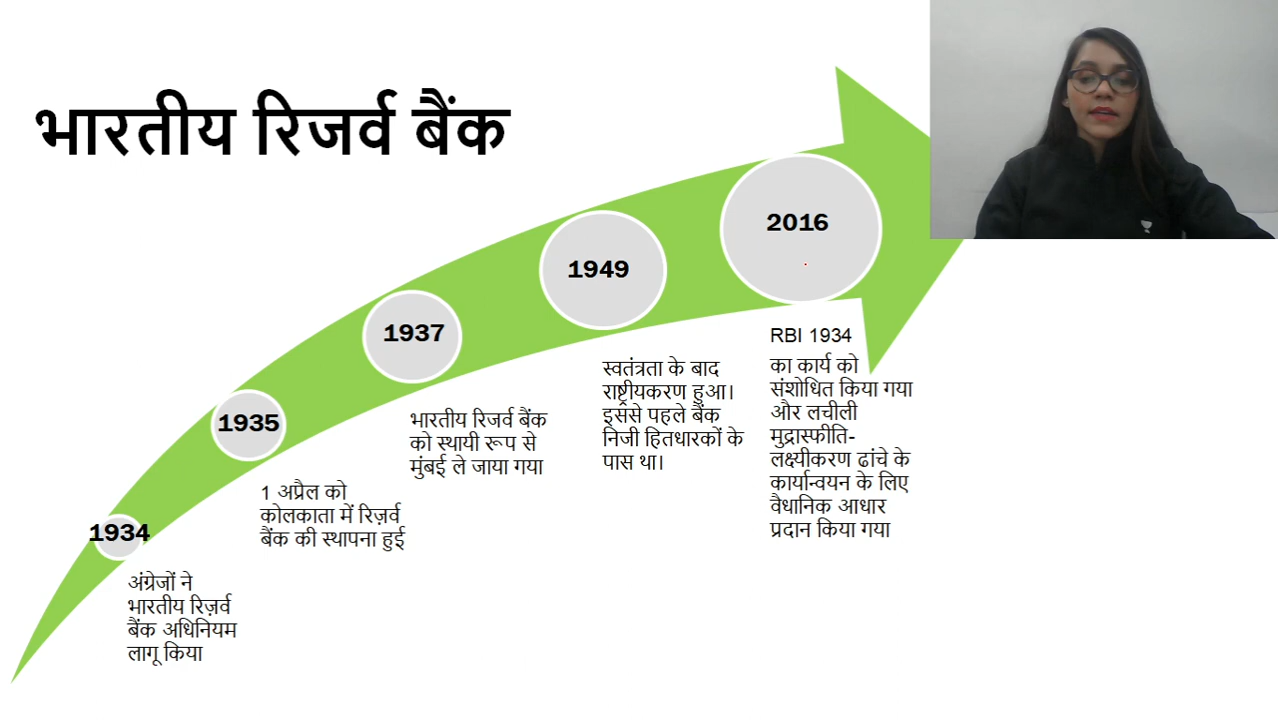 भारतीय रिजर्व बैंक
1934
अंग्रेजों ने
भारतीय रिज़र्व
बैंक अधिनियम
लागू किया
1935
1 अप्रैल को
कोलकाता में रिज़र्व
बैंक की स्थापना हुई
1937
भारतीय रिजर्व बैंक
को स्थायी रूप से
मुंबई ले जाया गया
1949
स्वतंत्रता के बाद
राष्ट्रीयकरण हुआ।
इससे पहले बैंक
निजी हितधारकों के
पास था।
2016
RBI 1934
का कार्य को
संशोधित किया गया
और लचीली
मुद्रास्फीति-
लक्ष्यीकरण ढांचे के
कार्यान्वयन के लिए
वैधानिक आधार
प्रदान किया गया